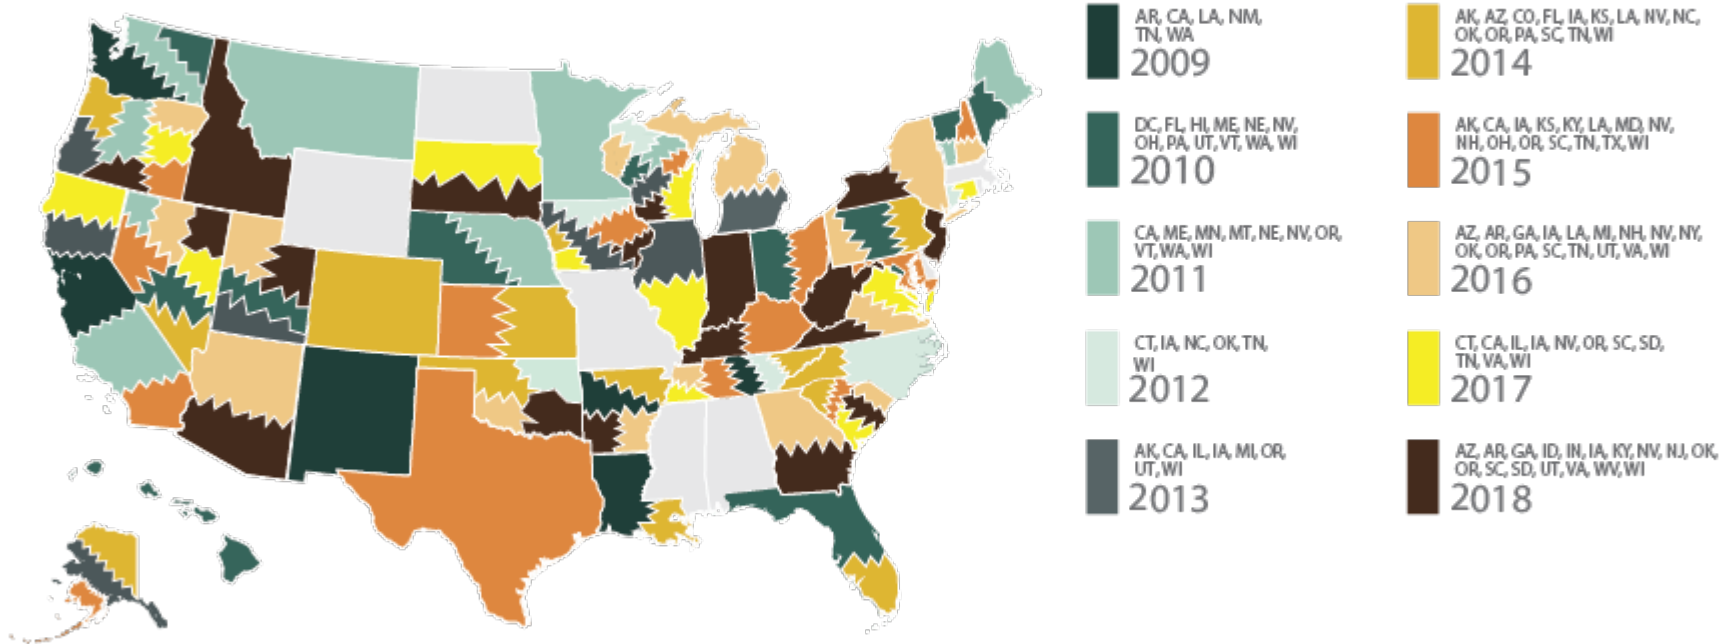 AR, CA, LA, NM,
TN, WA
2009
DC, FL, HI, ME, NE, NV,
OH, PA, UT, VT, WA, WI
2010
CA, ME, MN, MT, NE, NV, OR,
VT, WA, WI
2011
CT, IA, NC, OK, TN,
WI
2012
AK, CA, IL, IA, MI, OR,
UT, WI
2013
AK, AZ, CO, FL, IA, KS, LA, NV, NC,
OK, OR, PA, SC, TN, WI
2014
AK, CA, IA, KS, KY, LA, MD, NV,
NH, OH, OR, SC, TN, TX, WI
2015
AZ, AR, GA, IA, LA, MI, NH, NV, NY,
OK, OR, PA, SC, TN, UT, VA, WI
2016
CT, CA, IL, IA, NV, OR, SC, SD,
TN, VA, WI
2017
AZ, AR, GA, ID, IN, IA, KY, NV, NJ, OK,
OR, SC, SD, UT, VA, WV, WI
2018